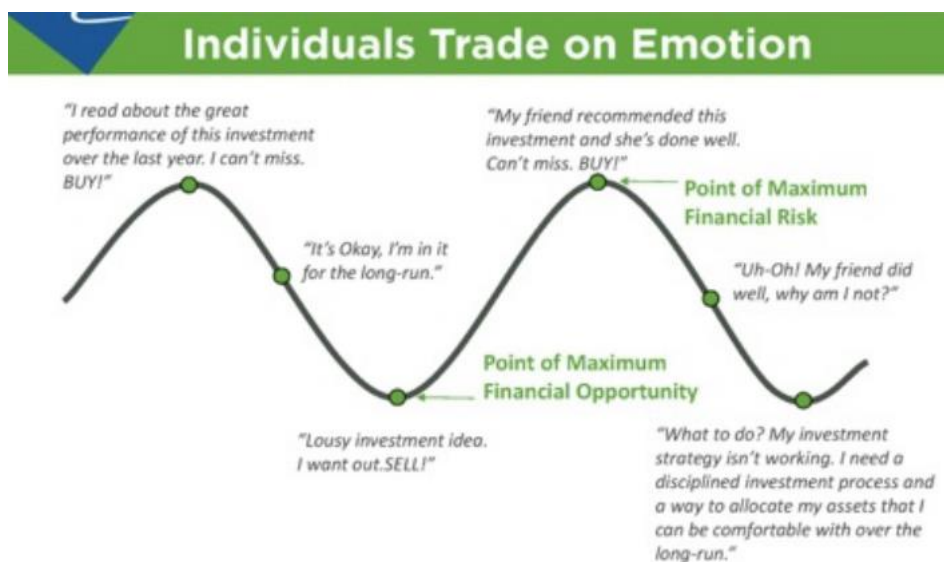 Individuals Trade on Emotion
"I read about the great
performance of this investment
over the last year. I can't miss.
BUY!"
"My friend recommended this
investment and she's done well.
Can't miss. BUY!"
Point of Maximum
Financial Risk
"It's Okay, I'm in it
for the long-run."
"Uh-Oh! My friend did
well, why am I not?"
Point of Maximum
Financial Opportunity
"Lousy investment idea.
I want out.SELL!"
"What to do? My investment
strategy isn't working. I need a
disciplined investment process and
a way to allocate my assets that I
can be comfortable with over the
long-run."